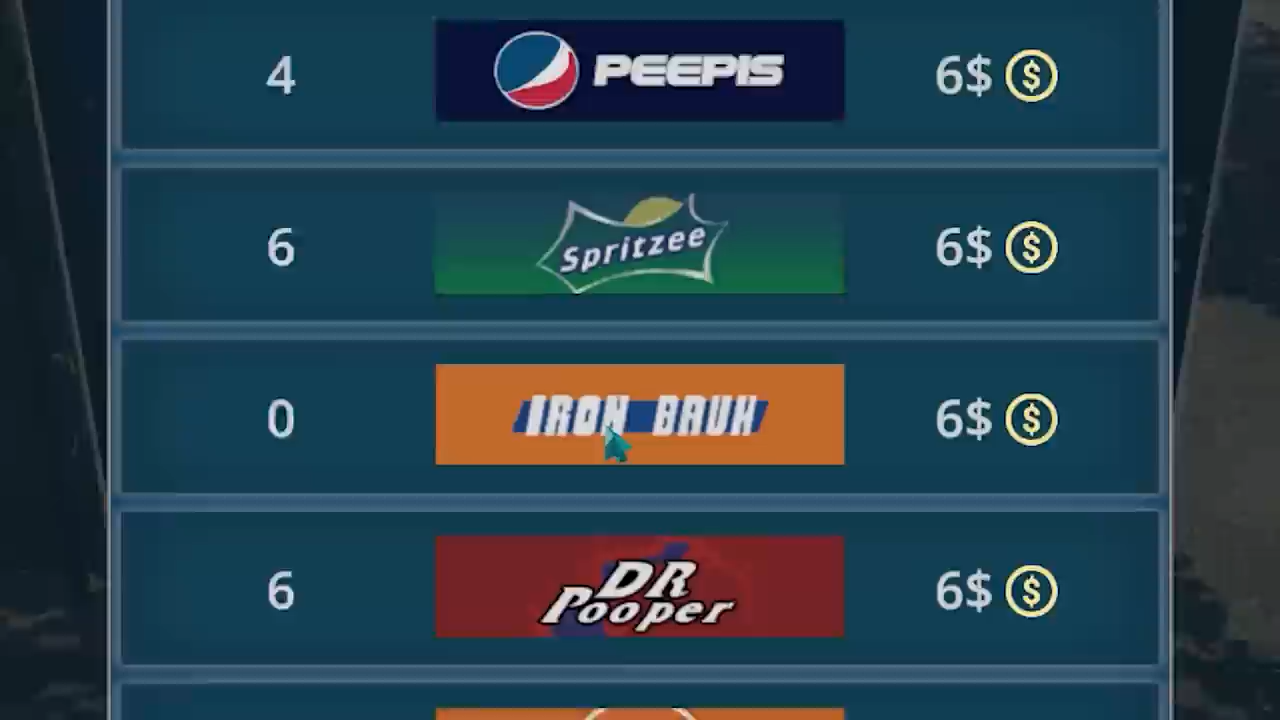 4 PEEPIS 6$ $
6 Spritzee 6$ $
0 IRON BRUH 6$ $
6 DR
Pooper 6$ $